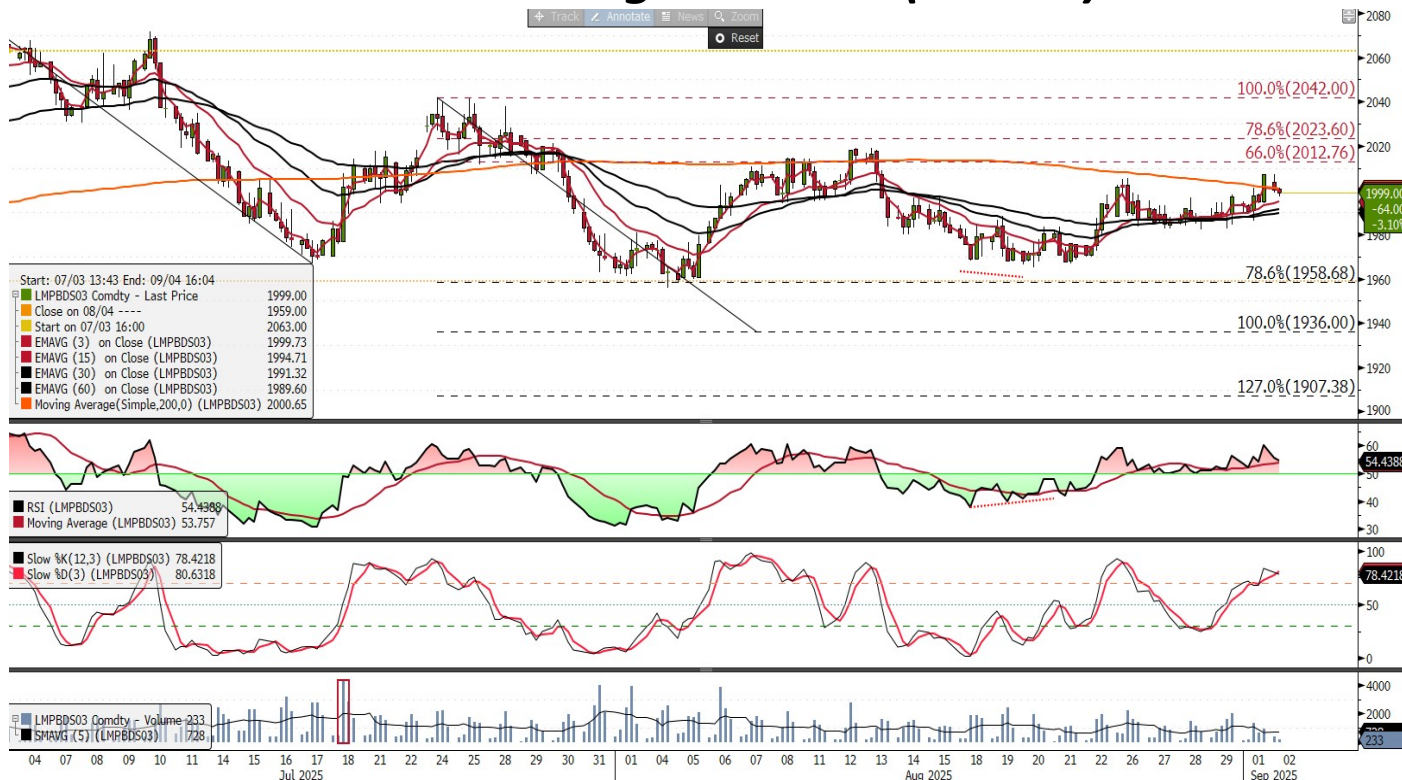 Track Annotate News Zoom
Reset
2080
2060
2040
2020
2000
1999.00
-64.00
-3.10%
1980
1960
1940
1920
1900
100.0%(2042.00)
78.6%(2023.60)
66.0%(2012.76)
78.6%(1958.68)
100.0%(1936.00)
127.0%(1907.38)
Start: 07/03 13:43 End: 09/04 16:04
LMPBDS03 Comdty - Last Price 1999.00
Close on 08/04 ---- 1959.00
Start on 07/03 16:00 2063.00
EMAVG (3) on Close (LMPBDS03) 1999.73
EMAVG (15) on Close (LMPBDS03) 1994.71
EMAVG (30) on Close (LMPBDS03) 1991.32
EMAVG (60) on Close (LMPBDS03) 1989.60
Moving Average(Simple,200,0) (LMPBDS03) 2000.65
60
54.4388
50
40
30
RSI (LMPBDS03) 54.4388
Moving Average (LMPBDS03) 53.757
100
78.4218
50
0
Slow %K(12,3) (LMPBDS03) 78.4218
Slow %D(3) (LMPBDS03) 80.6318
4000
2000
233
LMPBDS03 Comdty - Volume 233
SMAVG (5) (LMPBDS03) 728
04 07 08 09 10 11 14 15 16 17 18 21 22 23 24 25 28 29 30 31 01 04 05 06 07 08 11 12 13 14 15 18 19 20 21 22 26 27 28 29 01 02
Jul 2025 Aug 2025 Sep 2025